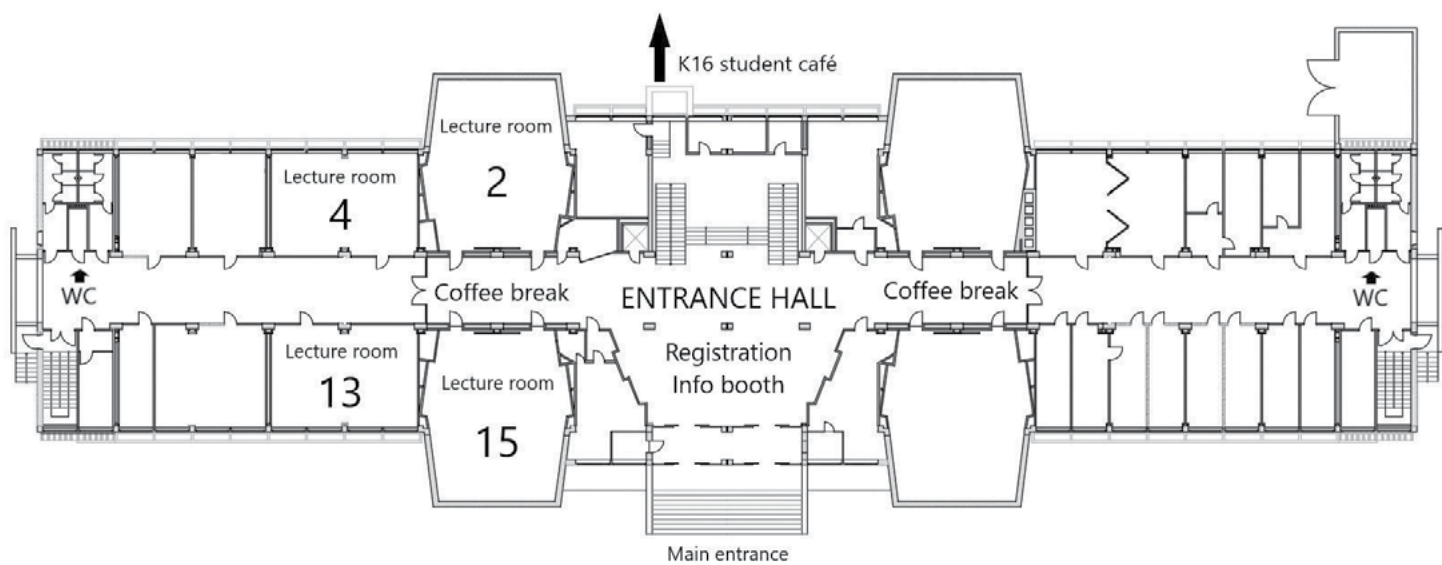 K16 student café
Lecture room
2
Lecture room
4
WC
Coffee break
ENTRANCE HALL
Coffee break
WC
Lecture room
13
Lecture room
15
Registration
Info booth
Main entrance